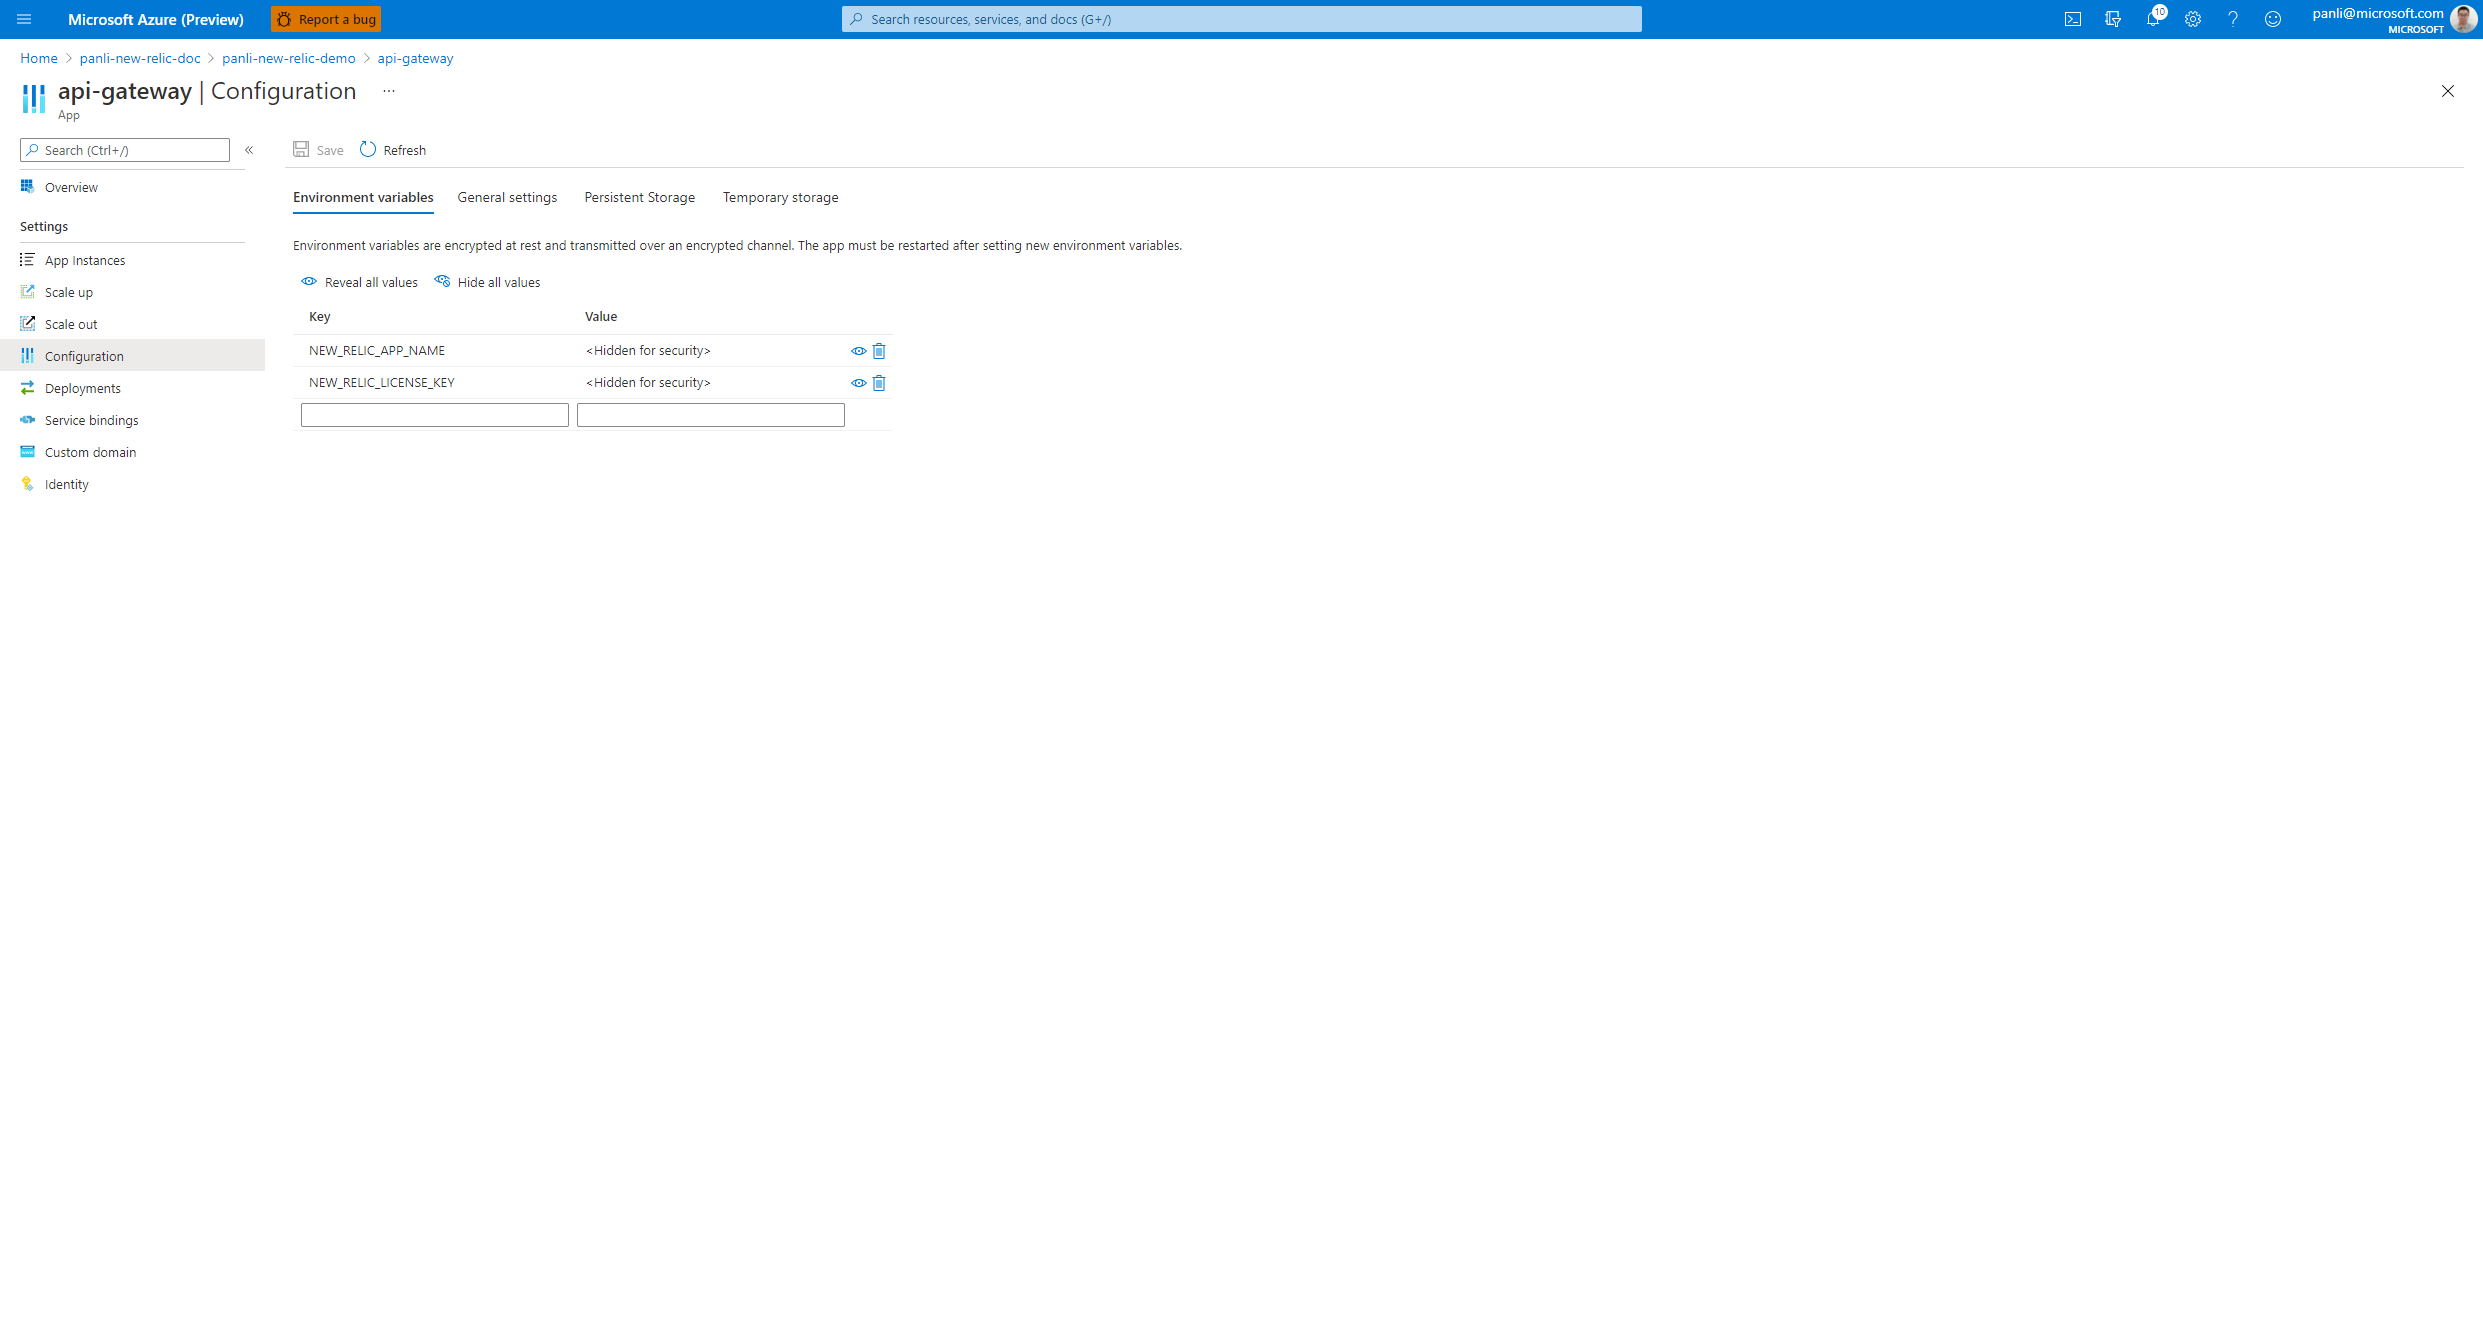 Microsoft Azure (Preview)
Report a bug
Search resources, services, and docs (G+/)
10
panli@microsoft.com
MICROSOFT
Home > panli-new-relic-doc > panli-new-relic-demo > api-gateway
api-gateway | Configuration ...
App
Search (Ctrl+/)
«
Save
Refresh
Overview
Environment variables
General settings
Persistent Storage
Temporary storage
Settings
Environment variables are encrypted at rest and transmitted over an encrypted channel. The app must be restarted after setting new environment variables.
App Instances
Reveal all values
Hide all values
Scale up
Key
Value
Scale out
NEW_RELIC_APP_NAME
<Hidden for security>
Configuration
NEW_RELIC_LICENSE_KEY
<Hidden for security>
Deployments
Service bindings
Custom domain
Identity